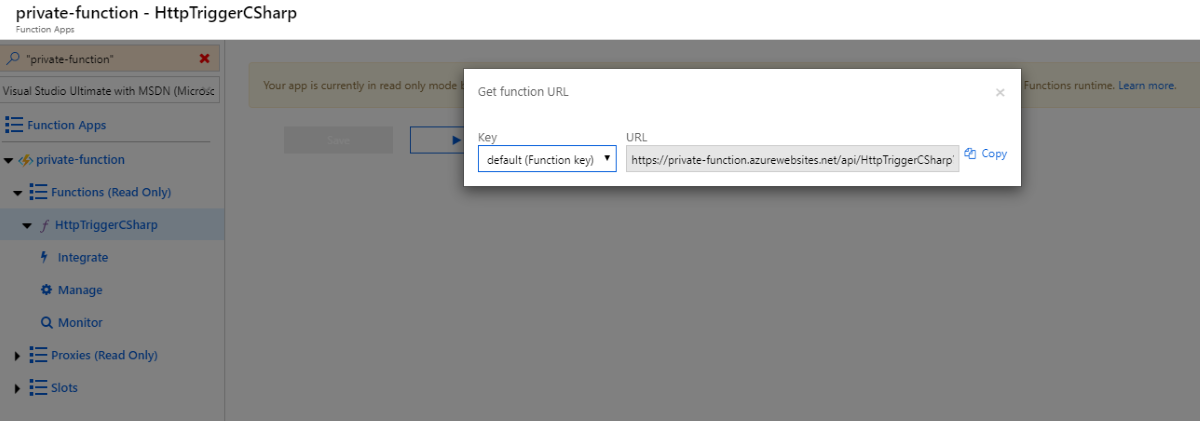 private-function - HttpTriggerCSharp
Function Apps
"private-function"
Visual Studio Ultimate with MSDN (Microsc
Function Apps
private-function
Functions (Read Only)
HttpTriggerCSharp
Integrate
Manage
Monitor
Proxies (Read Only)
Slots
Your app is currently in read only mode
Functions runtime. Learn more.
Save
Get function URL
Key
URL
default (Function key)
https://private-function.azurewebsites.net/api/HttpTriggerCSharp
Copy